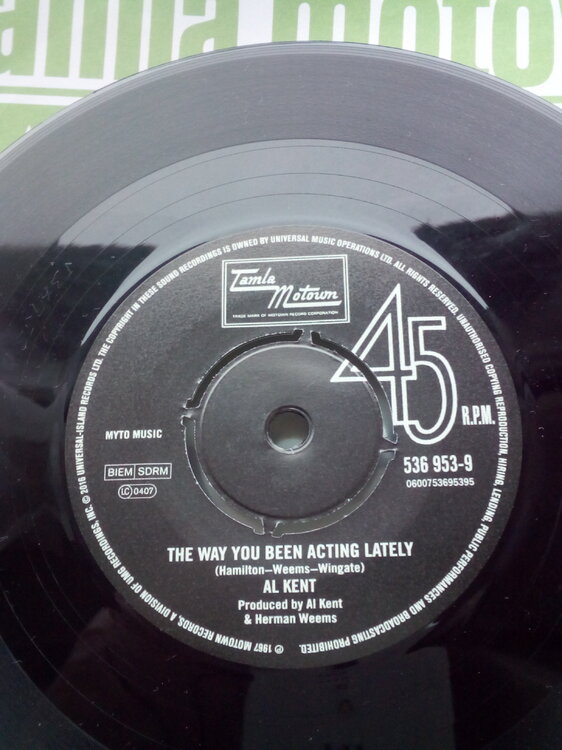 tamla motow
Tamla
Motown
TRADE MARK OF MOTOWN RECORD CORPORATION
45
R.P.M.
MYTO MUSIC
BIEM SDRM
LC 0407
536 953-9
0600753695395
THE WAY YOU BEEN ACTING LATELY
(Hamilton–Weems–Wingate)
AL KENT
Produced by Al Kent
& Herman Weems
℗ 1967 MOTOWN RECORDS, A DIVISION OF UMG RECORDINGS, INC. © 2016 UNIVERSAL-ISLAND RECORDS LTD. THE COPYRIGHT IN THESE SOUND RECORDINGS IS OWNED BY UNIVERSAL MUSIC OPERATIONS LTD. ALL RIGHTS RESERVED. UNAUTHORISED COPYING REPRODUCTION, HIRING, LENDING, PUBLIC PERFORMANCES AND BROADCASTING PROHIBITED.